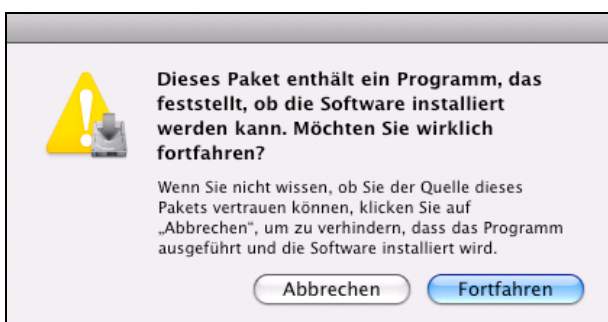 Dieses Paket enthält ein Programm, das
feststellt, ob die Software installiert
werden kann. Möchten Sie wirklich
fortfahren?
Wenn Sie nicht wissen, ob Sie der Quelle dieses
Pakets vertrauen können, klicken Sie auf
„Abbrechen“, um zu verhindern, dass das Programm
ausgeführt und die Software installiert wird.
Abbrechen Fortfahren